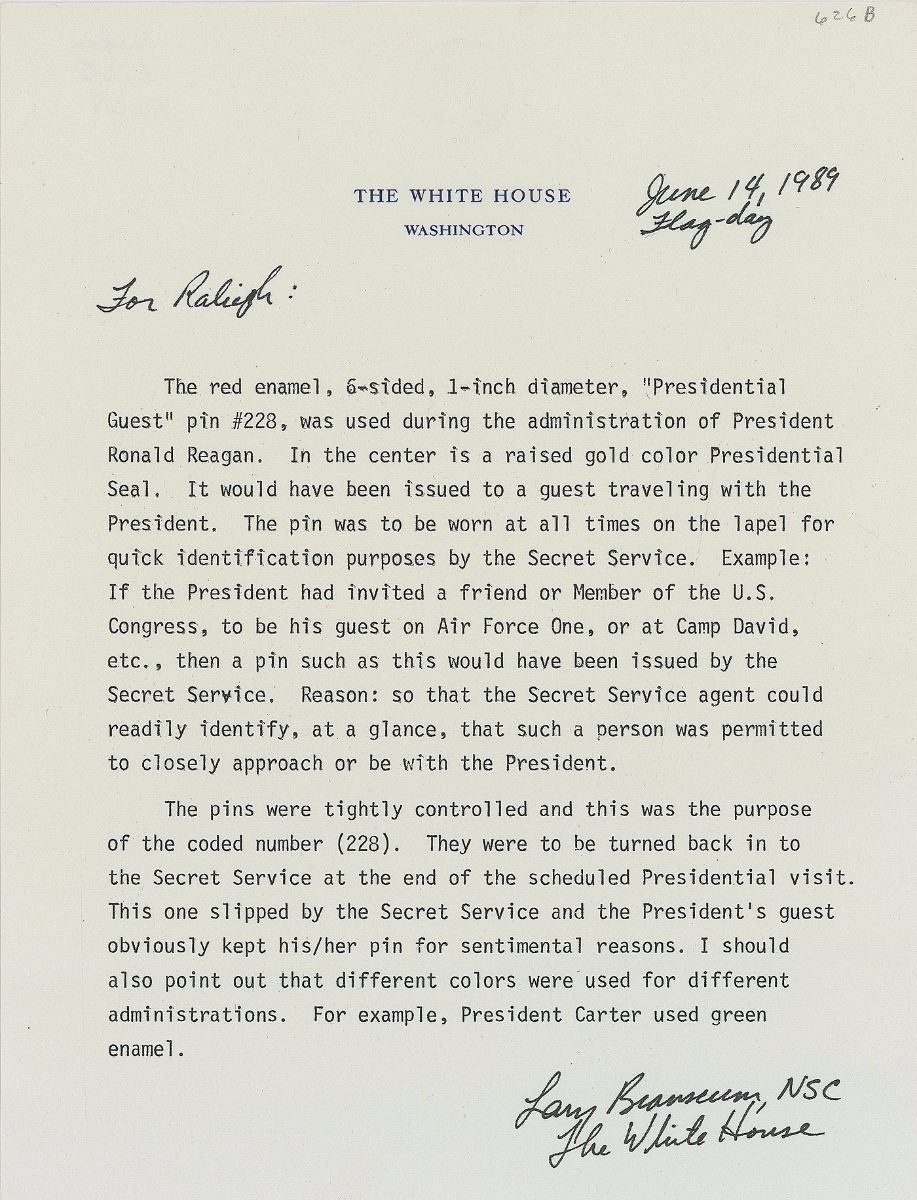 626B
THE WHITE HOUSE
WASHINGTON
June 14, 1989
Flag-day
For Raleigh:
The red enamel, 6-sided, 1-inch diameter, "Presidential
Guest" pin #228, was used during the administration of President
Ronald Reagan. In the center is a raised gold color Presidential
Seal. It would have been issued to a guest traveling with the
President. The pin was to be worn at all times on the lapel for
quick identification purposes by the Secret Service. Example:
If the President had invited a friend or Member of the U.S.
Congress, to be his guest on Air Force One, or at Camp David,
etc., then a pin such as this would have been issued by the
Secret Service. Reason: so that the Secret Service agent could
readily identify, at a glance, that such a person was permitted
to closely approach or be with the President.
The pins were tightly controlled and this was the purpose
of the coded number (228). They were to be turned back in to
the Secret Service at the end of the scheduled Presidential visit.
This one slipped by the Secret Service and the President's guest
obviously kept his/her pin for sentimental reasons. I should
also point out that different colors were used for different
administrations. For example, President Carter used green
enamel.
NSC
The White House